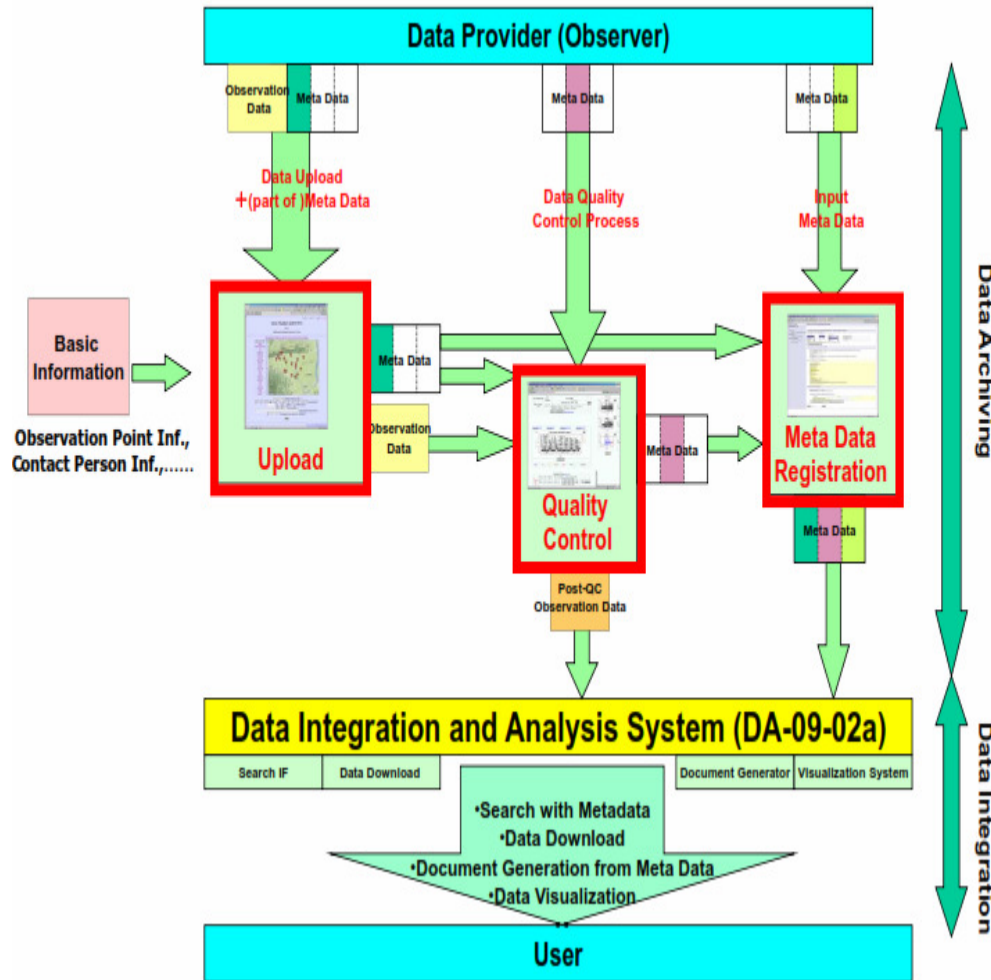 Data Provider (Observer)
Observation
Data
Meta Data
Meta Data
Meta Data
Data Upload
+(part of )Meta Data
Data Quality
Control Process
Input
Meta Data
Basic
Information
Observation Point Inf.,
Contact Person Inf.,......
Upload
Meta Data
Observation
Data
Quality
Control
Meta Data
Meta Data
Registration
Meta Data
Post-QC
Observation Data
Data Archiving
Data Integration and Analysis System (DA-09-02a)
Search IF
Data Download
Document Generator
Visualization System
•Search with Metadata
•Data Download
•Document Generation from Meta Data
•Data Visualization
Data Integration
User